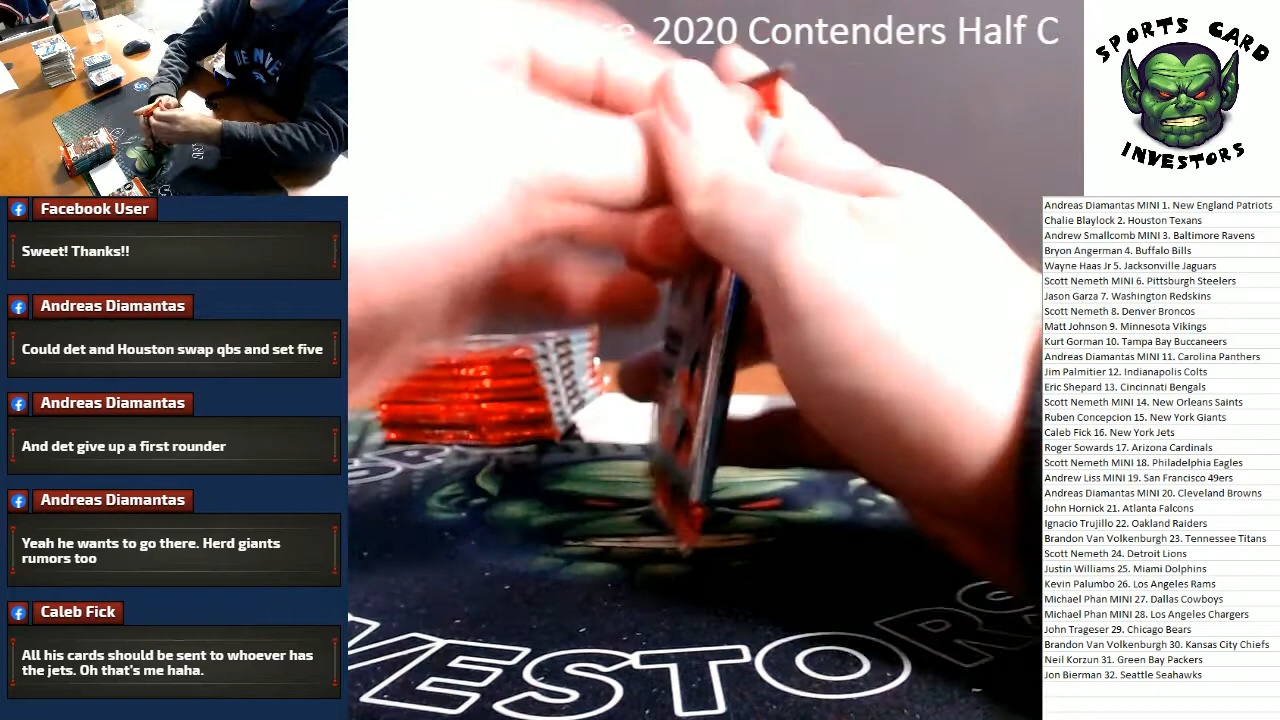 2020 Contenders Half C
SPORTS CARD
INVESTORS
DENVER
Facebook User
Sweet! Thanks!!
Andreas Diamantas
Could det and Houston swap qbs and set five
Andreas Diamantas
And det give up a first rounder
Andreas Diamantas
Yeah he wants to go there. Herd giants
rumors too
Caleb Fick
All his cards should be sent to whoever has
the jets. Oh that's me haha.
Andreas Diamantas MINI 1. New England Patriots
Chalie Blaylock 2. Houston Texans
Andrew Smallcomb MINI 3. Baltimore Ravens
Bryon Angerman 4. Buffalo Bills
Wayne Haas Jr 5. Jacksonville Jaguars
Scott Nemeth MINI 6. Pittsburgh Steelers
Jason Garza 7. Washington Redskins
Scott Nemeth 8. Denver Broncos
Matt Johnson 9. Minnesota Vikings
Kurt Gorman 10. Tampa Bay Buccaneers
Andreas Diamantas MINI 11. Carolina Panthers
Jim Palmitier 12. Indianapolis Colts
Eric Shepard 13. Cincinnati Bengals
Scott Nemeth MINI 14. New Orleans Saints
Ruben Concepcion 15. New York Giants
Caleb Fick 16. New York Jets
Roger Sowards 17. Arizona Cardinals
Scott Nemeth MINI 18. Philadelphia Eagles
Andrew Liss MINI 19. San Francisco 49ers
Andreas Diamantas MINI 20. Cleveland Browns
John Hornick 21. Atlanta Falcons
Ignacio Trujillo 22. Oakland Raiders
Brandon Van Volkenburgh 23. Tennessee Titans
Scott Nemeth 24. Detroit Lions
Justin Williams 25. Miami Dolphins
Kevin Palumbo 26. Los Angeles Rams
Michael Phan MINI 27. Dallas Cowboys
Michael Phan MINI 28. Los Angeles Chargers
John Trageser 29. Chicago Bears
Brandon Van Volkenburgh 30. Kansas City Chiefs
Neil Korzun 31. Green Bay Packers
Jon Bierman 32. Seattle Seahawks
VESTORS